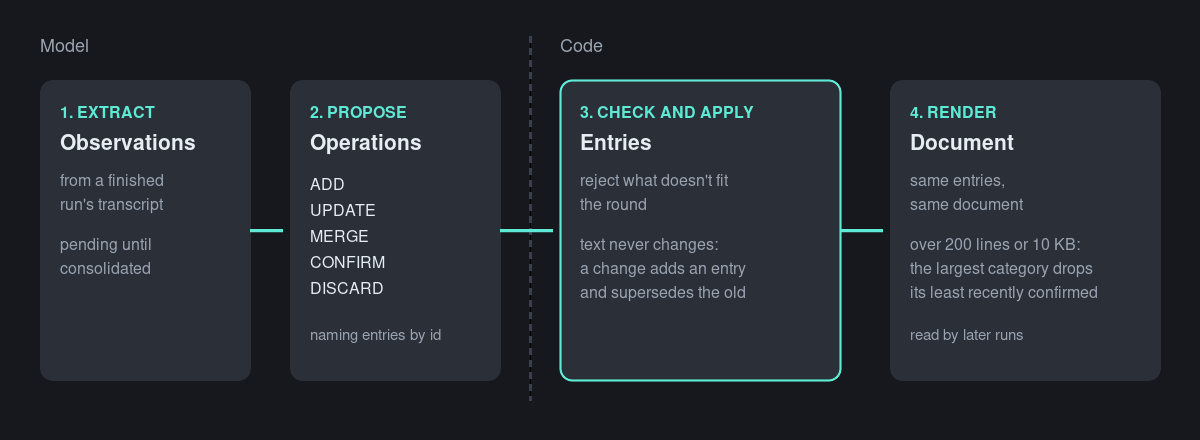 Model
Code
1. EXTRACT
Observations
from a finished
run's transcript
pending until
consolidated
2. PROPOSE
Operations
ADD
UPDATE
MERGE
CONFIRM
DISCARD
naming entries by id
3. CHECK AND APPLY
Entries
reject what doesn't fit
the round
text never changes:
a change adds an entry
and supersedes the old
4. RENDER
Document
same entries,
same document
over 200 lines or 10 KB:
the largest category drops
its least recently confirmed
read by later runs